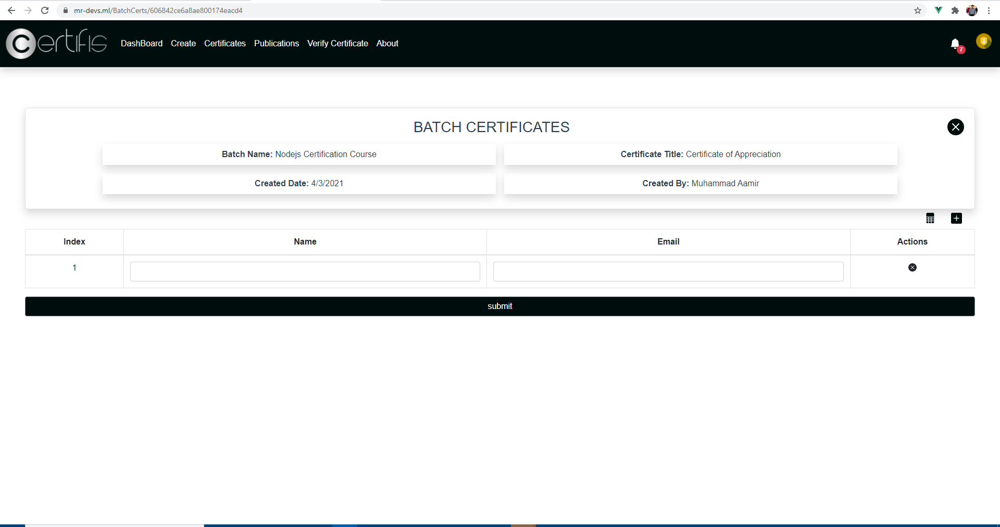 mr-devs.ml/BatchCerts/606842ce6a8ae800174eacd4
Certifis DashBoard Create Certificates Publications Verify Certificate About 7
BATCH CERTIFICATES
Batch Name: Nodejs Certification Course Certificate Title: Certificate of Appreciation
Created Date: 4/3/2021 Created By: Muhammad Aamir
Index Name Email Actions
1
submit